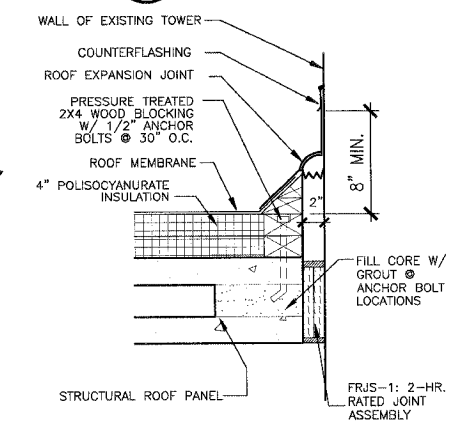 WALL OF EXISTING TOWER
COUNTERFLASHING
ROOF EXPANSION JOINT
PRESSURE TREATED
2X4 WOOD BLOCKING
W/ 1/2" ANCHOR
BOLTS @ 30" O.C.
ROOF MEMBRANE
4" POLISOCYANURATE
INSULATION
8" MIN.
2"
FILL CORE W/
GROUT @
ANCHOR BOLT
LOCATIONS
STRUCTURAL ROOF PANEL
FRJS-1: 2-HR.
RATED JOINT
ASSEMBLY